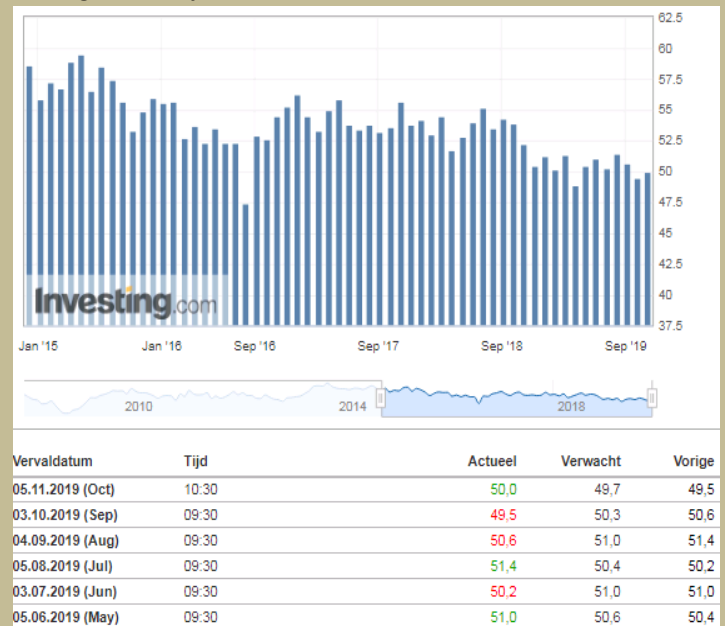 62.5
60
57.5
55
52.5
50
47.5
45
42.5
40
37.5
Investing.com
Jan '15 Jan '16 Sep '16 Sep '17 Sep '18 Sep '19
2010 2014 2018
Vervaldatum Tijd Actueel Verwacht Vorige
05.11.2019 (Oct) 10:30 50,0 49,7 49,5
03.10.2019 (Sep) 09:30 49,5 50,3 50,6
04.09.2019 (Aug) 09:30 50,6 51,0 51,4
05.08.2019 (Jul) 09:30 51,4 50,4 50,2
03.07.2019 (Jun) 09:30 50,2 51,0 51,0
05.06.2019 (May) 09:30 51,0 50,6 50,4